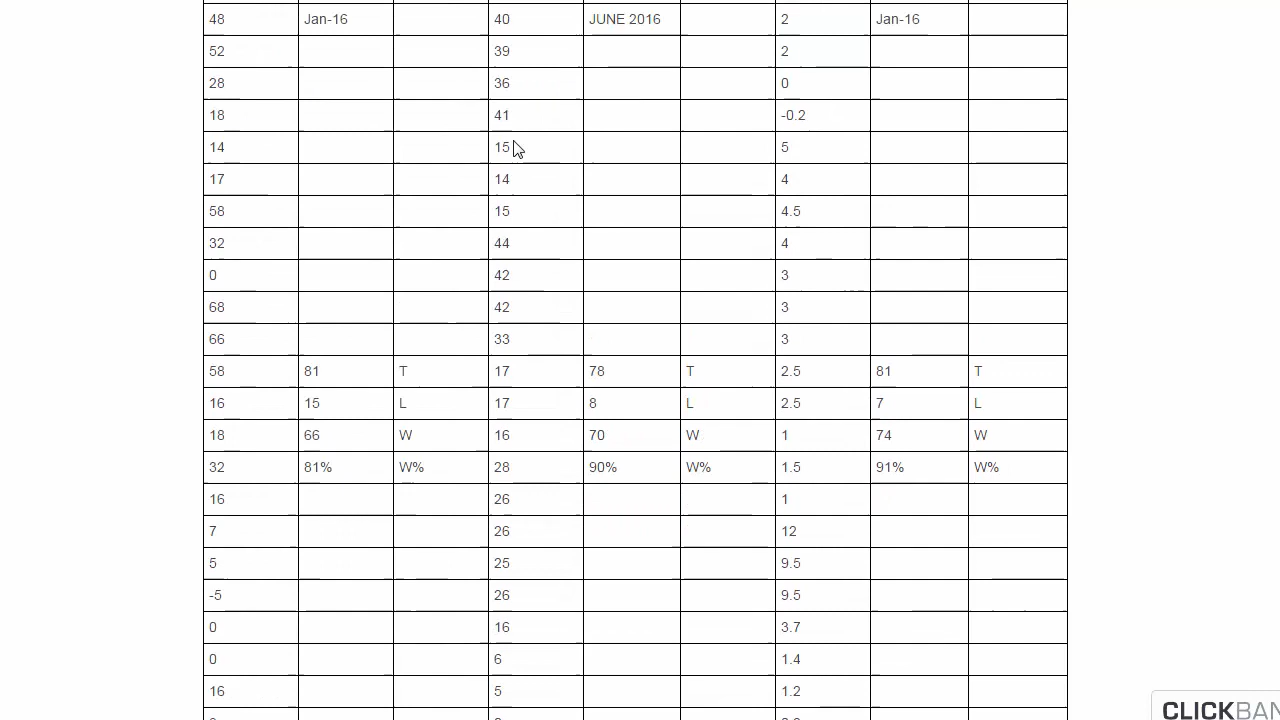 48 Jan-16 40 JUNE 2016 2 Jan-16
52 39 2
28 36 0
18 41 -0.2
14 15 5
17 14 4
58 15 4.5
32 44 4
0 42 3
68 42 3
66 33 3
58 81 T 17 78 T 2.5 81 T
16 15 L 17 8 L 2.5 7 L
18 66 W 16 70 W 1 74 W
32 81% W% 28 90% W% 1.5 91% W%
16 26 1
7 26 12
5 25 9.5
-5 26 9.5
0 16 3.7
0 6 1.4
16 5 1.2
CLICKBAN